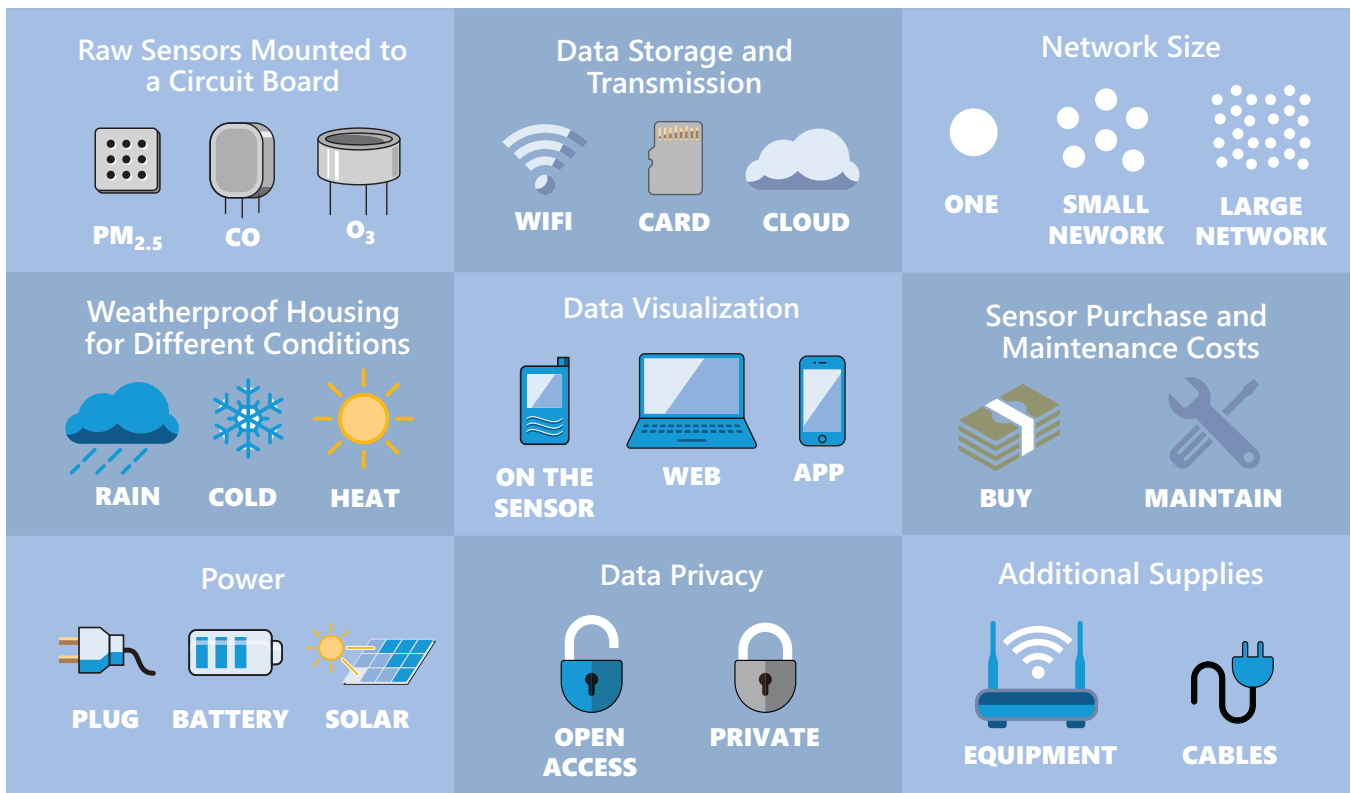 Raw Sensors Mounted to
a Circuit Board
PM2.5
CO
O3
Data Storage and
Transmission
WIFI
CARD
CLOUD
Network Size
ONE
SMALL
NEWORK
LARGE
NETWORK
Weatherproof Housing
for Different Conditions
RAIN
COLD
HEAT
Data Visualization
ON THE
SENSOR
WEB
APP
Sensor Purchase and
Maintenance Costs
BUY
MAINTAIN
Power
PLUG
BATTERY
SOLAR
Data Privacy
OPEN
ACCESS
PRIVATE
Additional Supplies
EQUIPMENT
CABLES